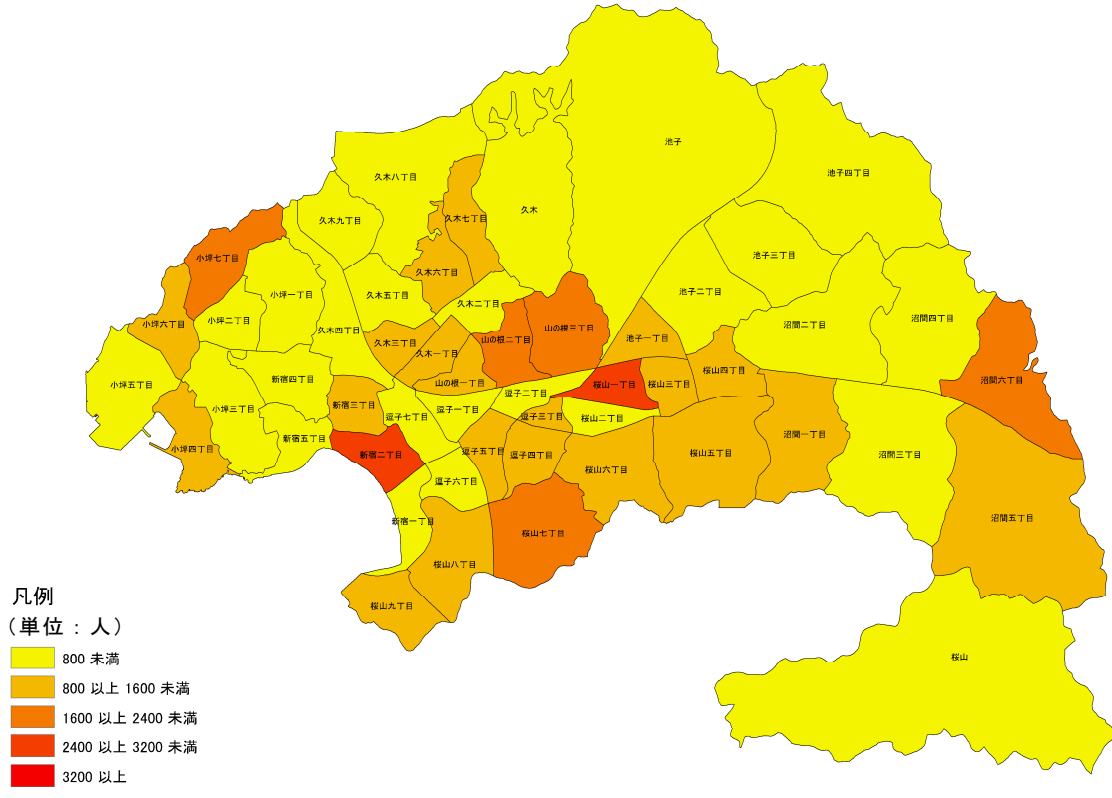 池子
池子四丁目
久木八丁目
久木
久木九丁目
久木七丁目
小坪七丁目
池子三丁目
久木六丁目
池子二丁目
小坪一丁目
久木五丁目
久木二丁目
小坪二丁目
小坪六丁目
久木四丁目
山の根三丁目
沼間二丁目
沼間四丁目
山の根二丁目
池子一丁目
久木三丁目
久木一丁目
桜山四丁目
新宿四丁目
小坪五丁目
山の根一丁目
桜山一丁目
桜山三丁目
沼間六丁目
逗子二丁目
新宿三丁目
小坪三丁目
逗子一丁目
逗子七丁目
逗子三丁目
桜山二丁目
沼間一丁目
新宿五丁目
小坪四丁目
新宿二丁目
逗子五丁目
逗子四丁目
桜山五丁目
沼間三丁目
桜山六丁目
逗子六丁目
新宿一丁目
沼間五丁目
桜山七丁目
桜山八丁目
桜山九丁目
桜山
凡例
(単位:人)
800 未満
800 以上 1600 未満
1600 以上 2400 未満
2400 以上 3200 未満
3200 以上